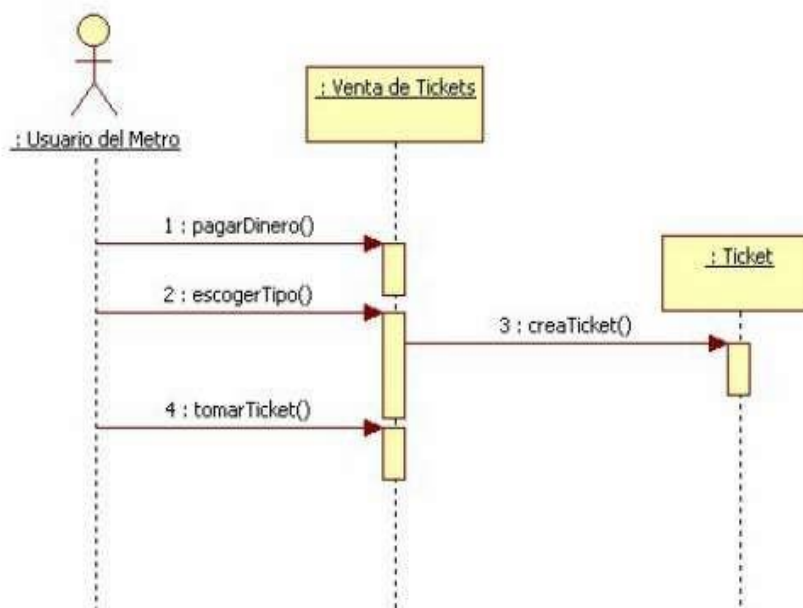 : Venta de Tickets
: Usuario del Metro
1 : pagarDinero()
: Ticket
2 : escogerTipo()
3 : creaTicket()
4 : tomarTicket()